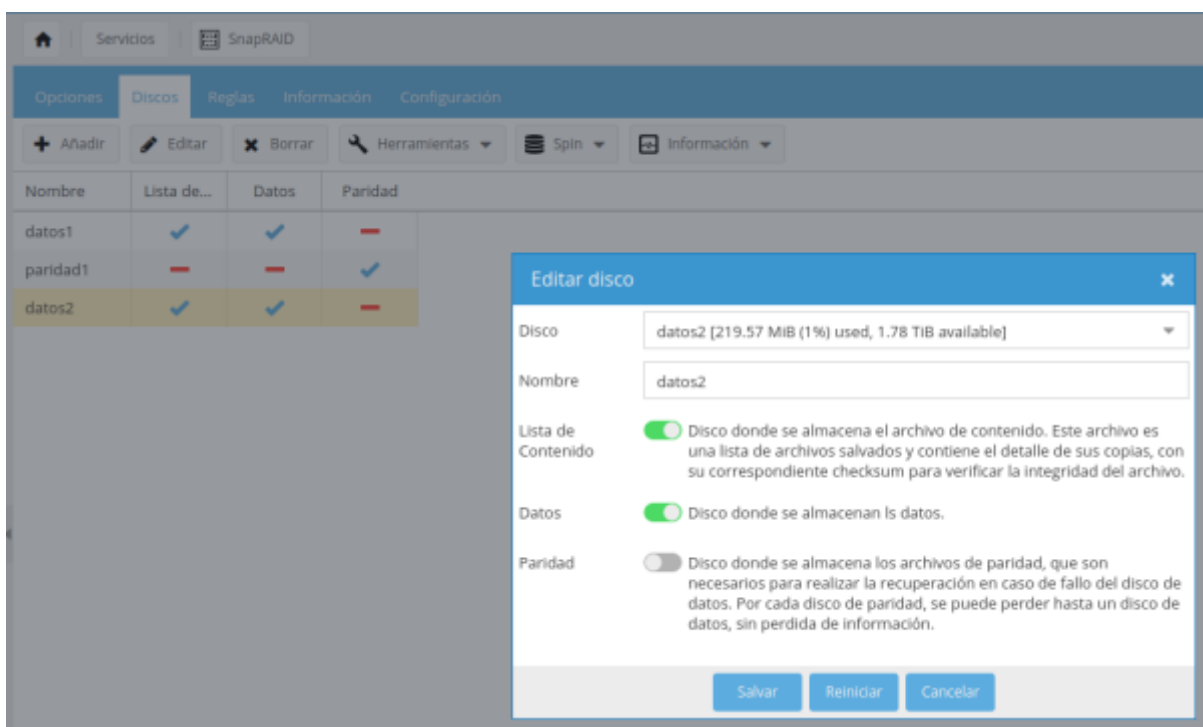 Servicios SnapRAID
Opciones Discos Reglas Información Configuración
Añadir Editar Borrar Herramientas Spin Información
Nombre Lista de... Datos Paridad
datos1
paridad1
datos2
Editar disco
Disco datos2 [219.57 MiB (1%) used, 1.78 TiB available]
Nombre datos2
Lista de Contenido Disco donde se almacena el archivo de contenido. Este archivo es
una lista de archivos salvados y contiene el detalle de sus copias, con
su correspondiente checksum para verificar la integridad del archivo.
Datos Disco donde se almacenan ls datos.
Paridad Disco donde se almacena los archivos de paridad, que son
necesarios para realizar la recuperación en caso de fallo del disco de
datos. Por cada disco de paridad, se puede perder hasta un disco de
datos, sin perdida de información.
Salvar Reiniciar Cancelar